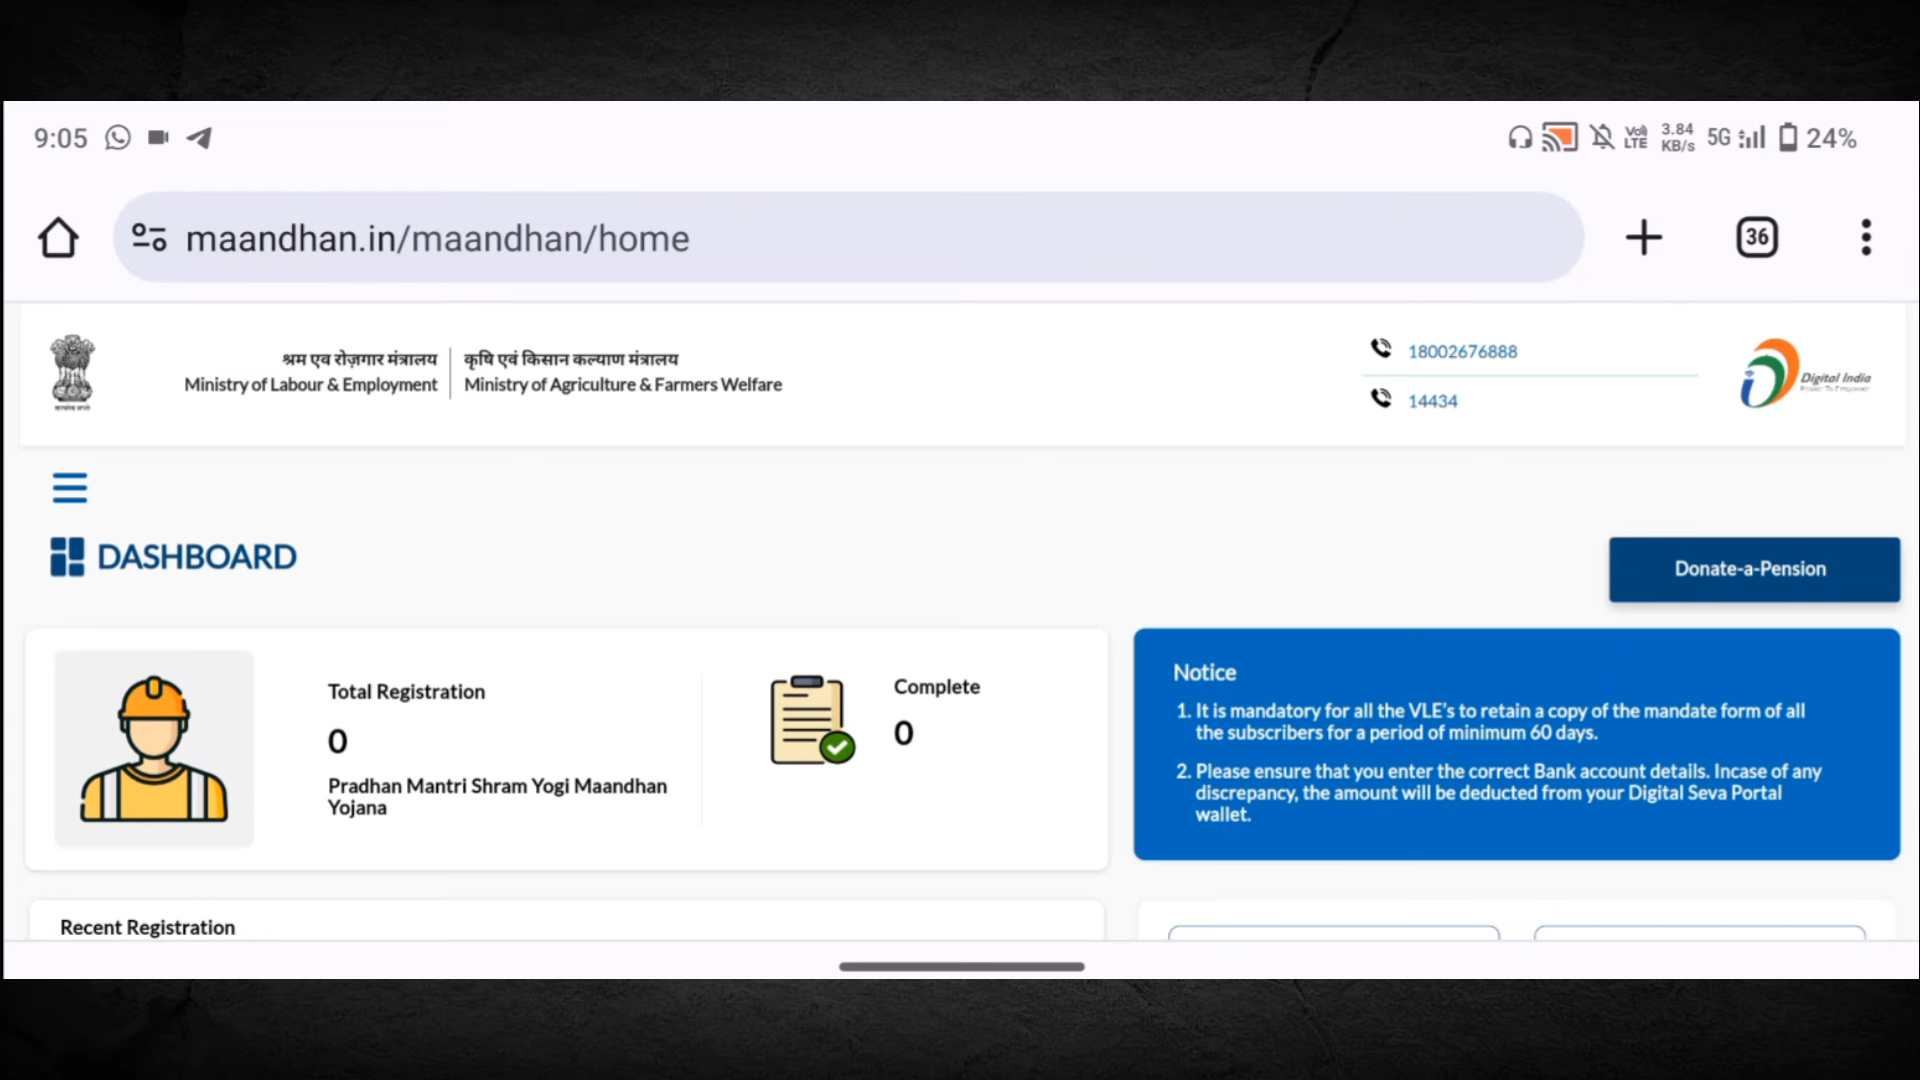 9:05
Vo)
LTE
3.84
KB/s
5G
24%
maandhan.in/maandhan/home
36
श्रम एव रोज़गार मंत्रालय
Ministry of Labour & Employment
कृषि एवं किसान कल्याण मंत्रालय
Ministry of Agriculture & Farmers Welfare
18002676888
14434
Digital India
Power To Empower
DASHBOARD
Donate-a-Pension
Total Registration
0
Pradhan Mantri Shram Yogi Maandhan
Yojana
Complete
0
Notice
1. It is mandatory for all the VLE's to retain a copy of the mandate form of all
the subscribers for a period of minimum 60 days.
2. Please ensure that you enter the correct Bank account details. Incase of any
discrepancy, the amount will be deducted from your Digital Seva Portal
wallet.
Recent Registration